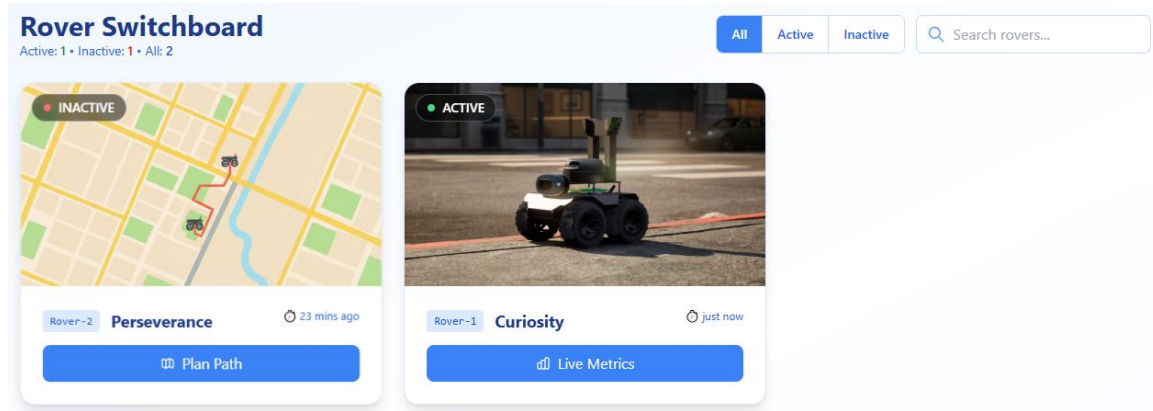 Rover Switchboard
Active: 1 • Inactive: 1 • All: 2
All Active Inactive Search rovers...
INACTIVE
ACTIVE
Rover-2 Perseverance 23 mins ago
Plan Path
Rover-1 Curiosity just now
Live Metrics